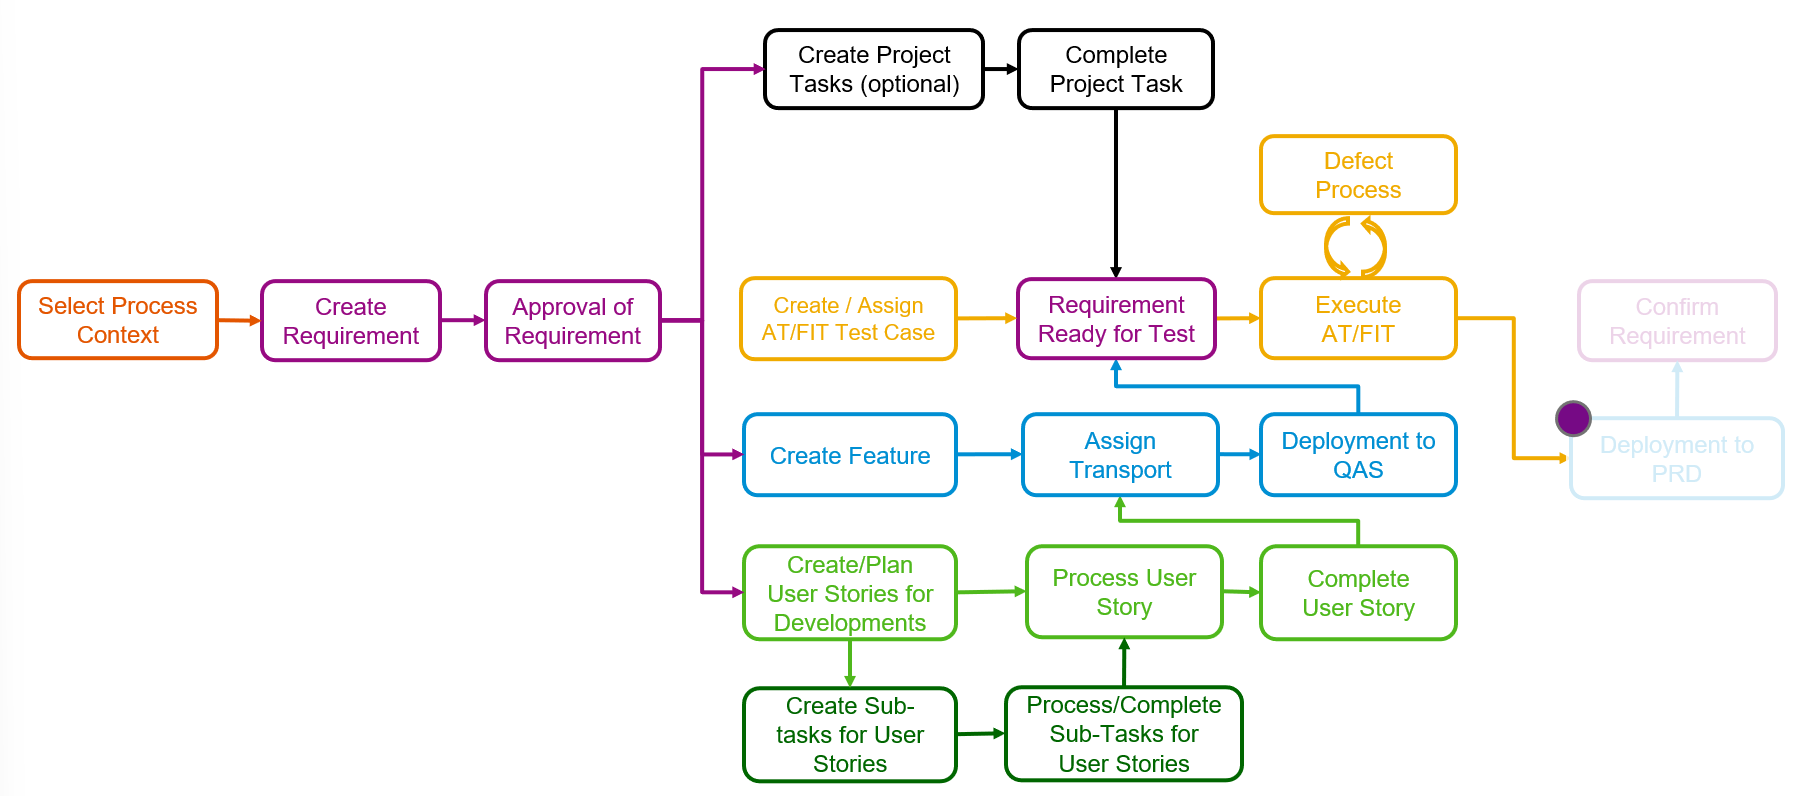 Create Project
Tasks (optional)
Complete
Project Task
Defect
Process
Select Process
Context
Create
Requirement
Approval of
Requirement
Create / Assign
AT/FIT Test Case
Requirement
Ready for Test
Execute
AT/FIT
Confirm
Requirement
Create Feature
Assign
Transport
Deployment to
QAS
Deployment to
PRD
Create/Plan
User Stories for
Developments
Process User
Story
Complete
User Story
Create Sub-
tasks for User
Stories
Process/Complete
Sub-Tasks for
User Stories